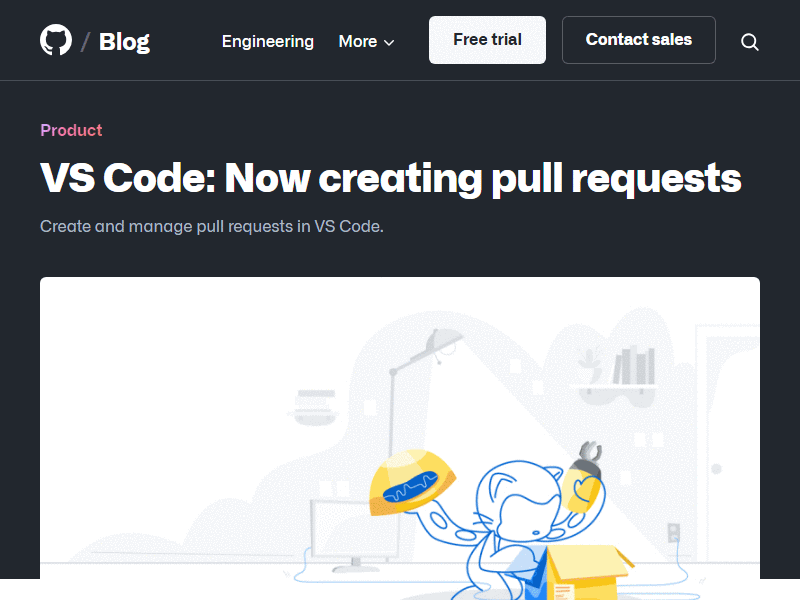 / Blog
Engineering
More
Free trial
Contact sales
Product
VS Code: Now creating pull requests
Create and manage pull requests in VS Code.